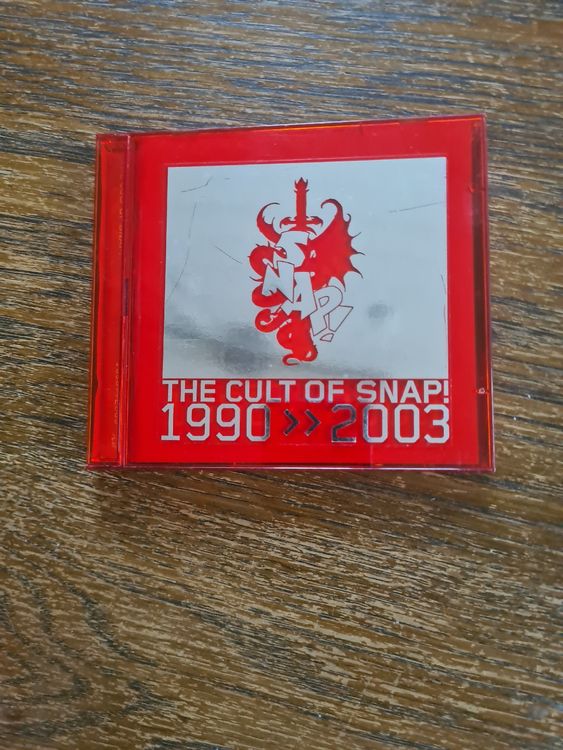 SNAP!
THE CULT OF SNAP!
1990 >> 2003